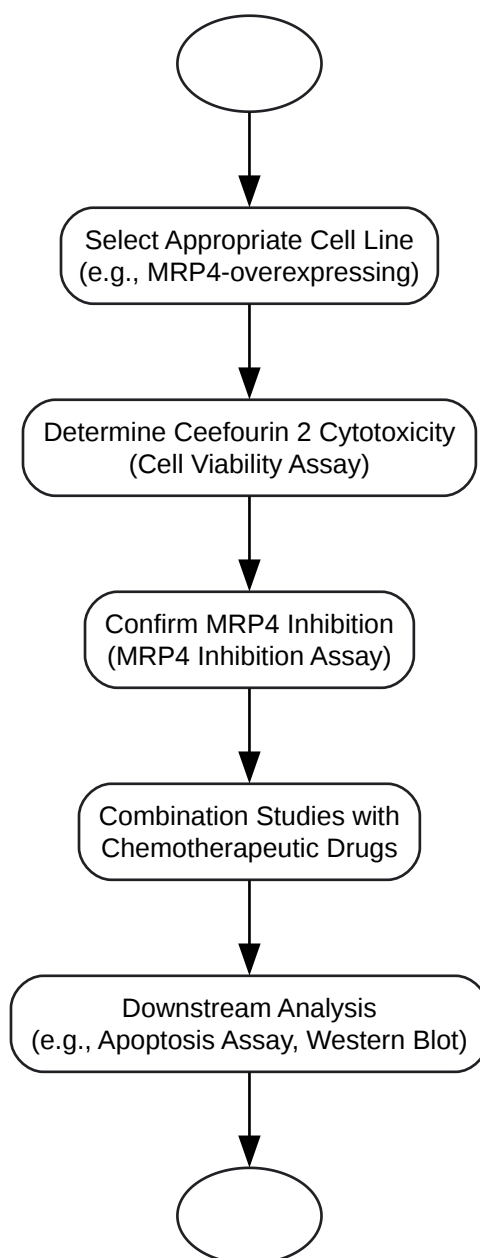 Select Appropriate Cell Line
(e.g., MRP4-overexpressing)
Determine Ceefourin 2 Cytotoxicity
(Cell Viability Assay)
Confirm MRP4 Inhibition
(MRP4 Inhibition Assay)
Combination Studies with
Chemotherapeutic Drugs
Downstream Analysis
(e.g., Apoptosis Assay, Western Blot)